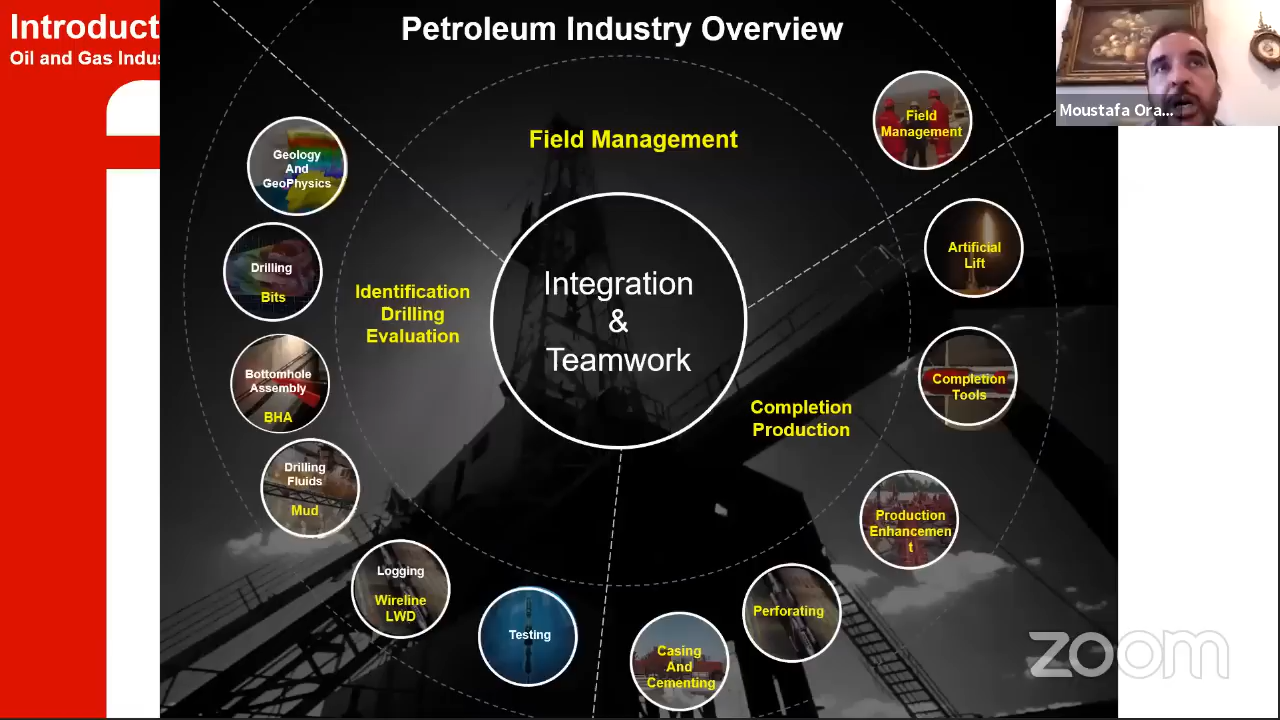 Introduct
Oil and Gas Indus
Petroleum Industry Overview
Moustafa Ora...
Field Management
Field
Management
Geology
And
GeoPhysics
Artificial
Lift
Drilling
Bits
Identification
Drilling
Evaluation
Integration
&
Teamwork
Bottomhole
Assembly
BHA
Completion
Tools
Completion
Production
Drilling
Fluids
Mud
Production
Enhancemen
t
Logging
Wireline
LWD
Testing
Perforating
Casing
And
Cementing
zoom